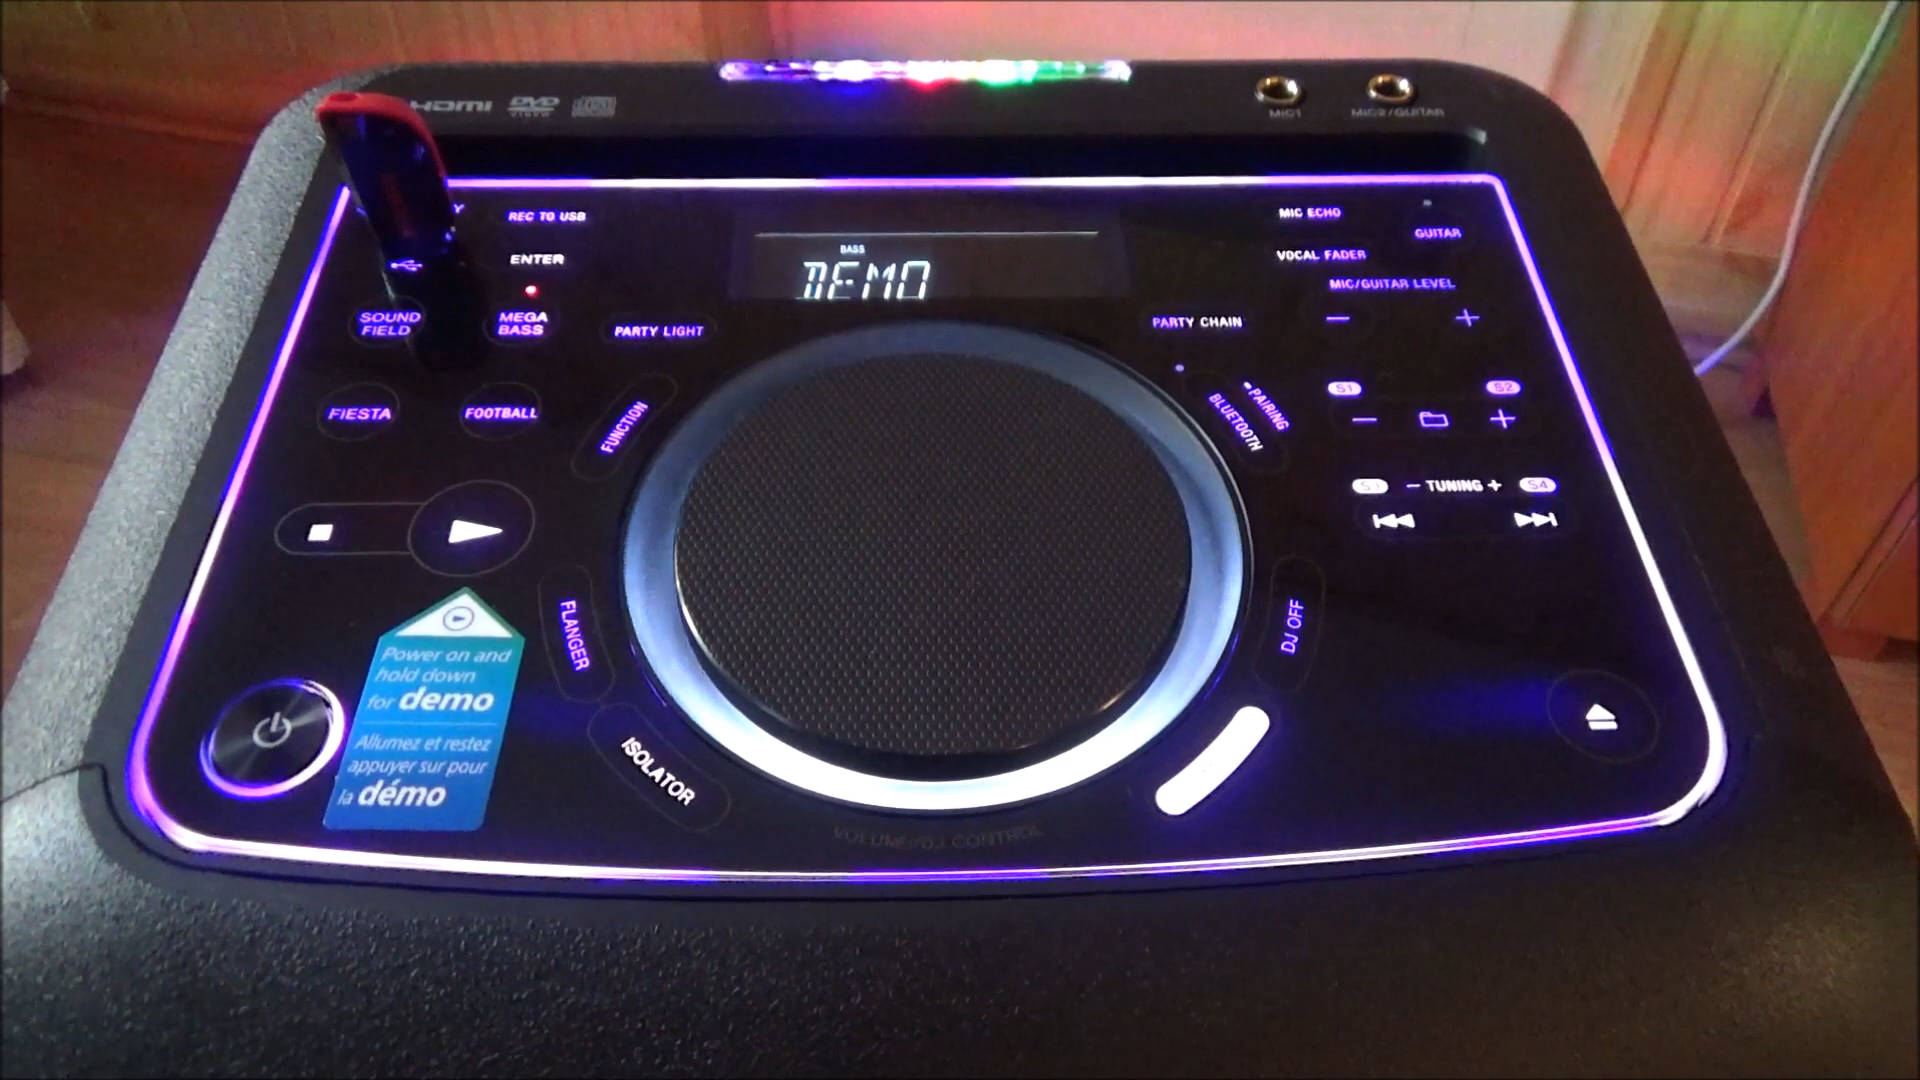 HDMI
DVD
VIDEO
MIC1
MIC2/GUITAR
REC TO USB
MIC ECHO
GUITAR
ENTER
BASS
VOCAL FADER
DEMO
MIC/GUITAR LEVEL
SOUND
FIELD
MEGA
BASS
PARTY LIGHT
PARTY CHAIN
− +
S1 S2
− +
PAIRING
BLUETOOTH
FIESTA
FOOTBALL
FUNCTION
S3 − TUNING + S4
FLANGER
DJ OFF
Power on and
hold down
for demo
Allumez et restez
appuyer sur pour
la démo
ISOLATOR
VOLUME/DJ CONTROL